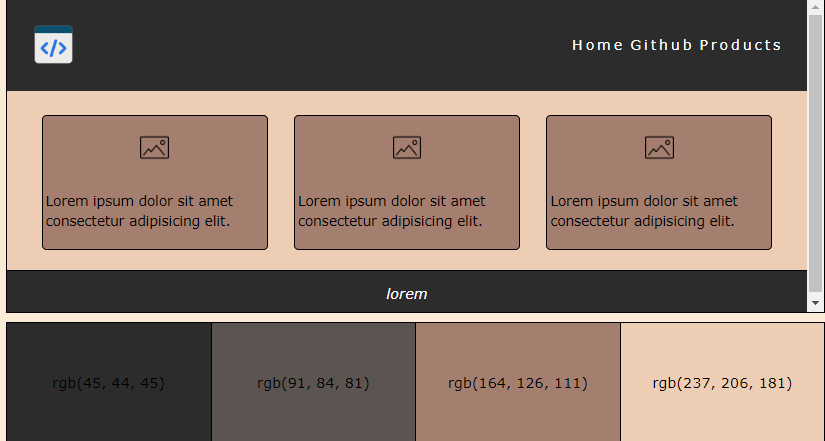 Home Github Products
Lorem ipsum dolor sit amet
consectetur adipisicing elit.
Lorem ipsum dolor sit amet
consectetur adipisicing elit.
Lorem ipsum dolor sit amet
consectetur adipisicing elit.
lorem
rgb(45, 44, 45)
rgb(91, 84, 81)
rgb(164, 126, 111)
rgb(237, 206, 181)